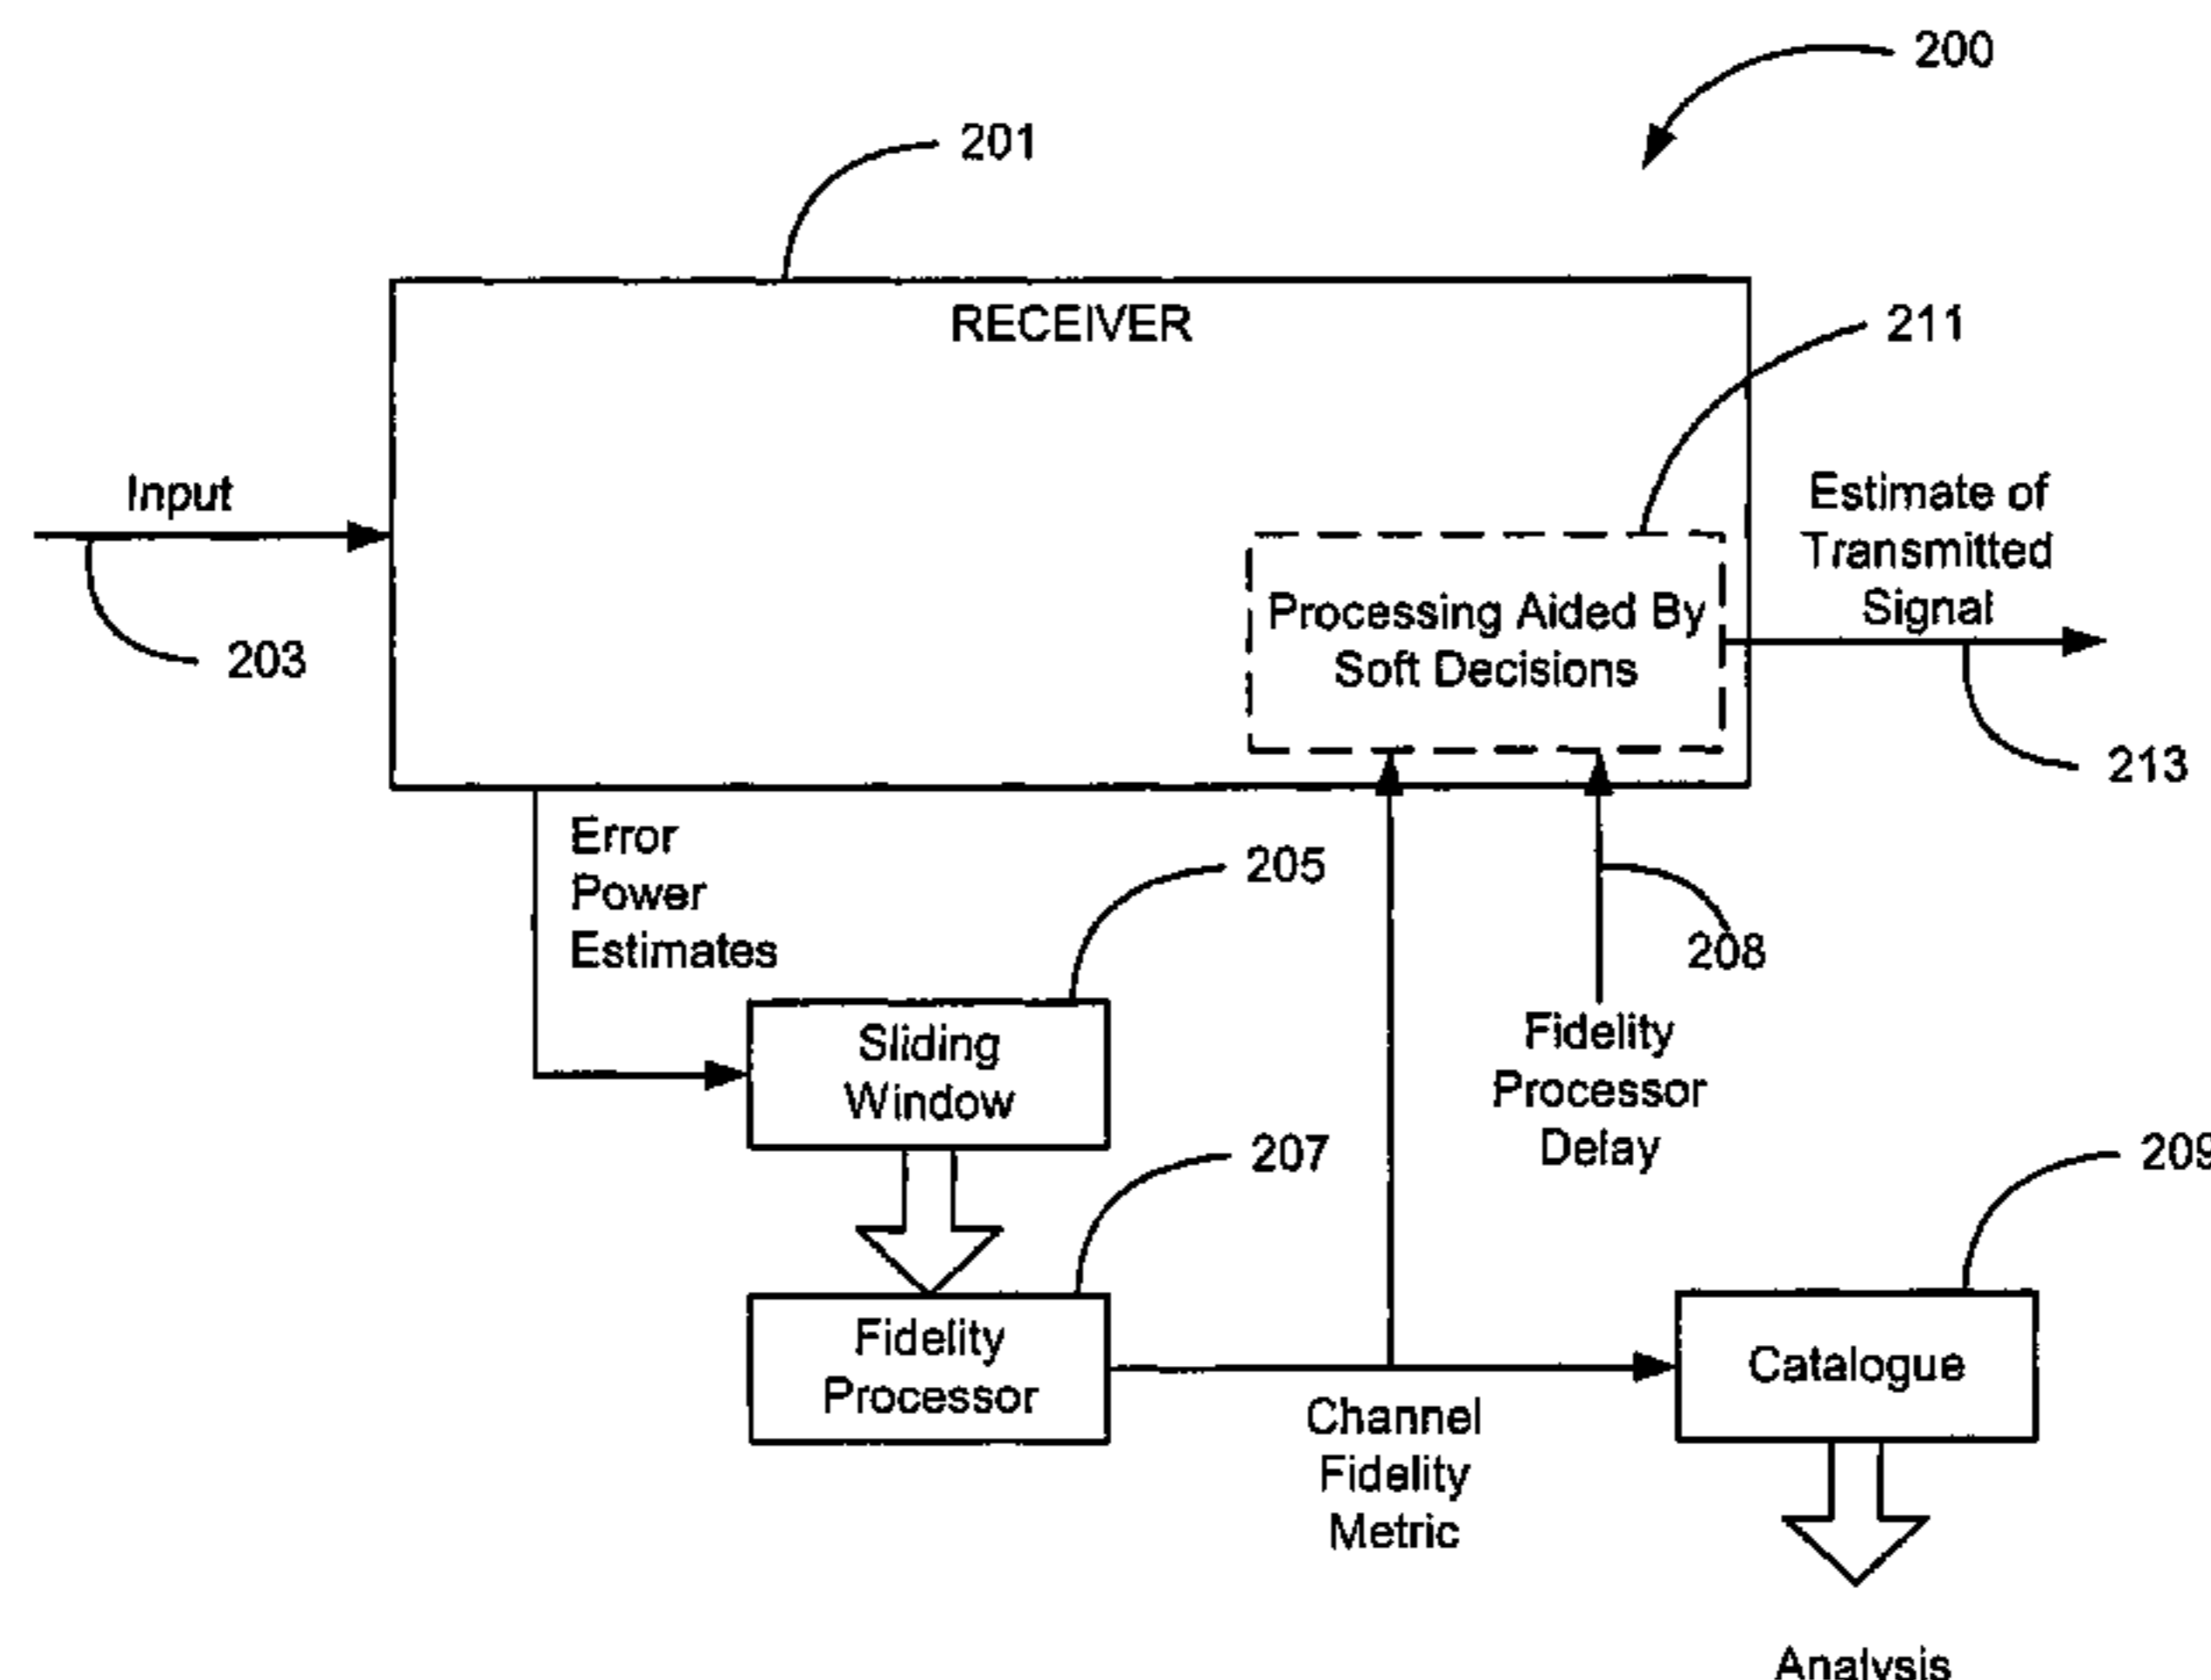 200
201
RECEIVER
211
Input
Estimate of
Transmitted
Signal
Processing Aided By
Soft Decisions
203
213
Error
Power
Estimates
205
208
Sliding
Window
Fidelity
Processor
Delay
207
209
Fidelity
Processor
Catalogue
Channel
Fidelity
Metric
Analysis